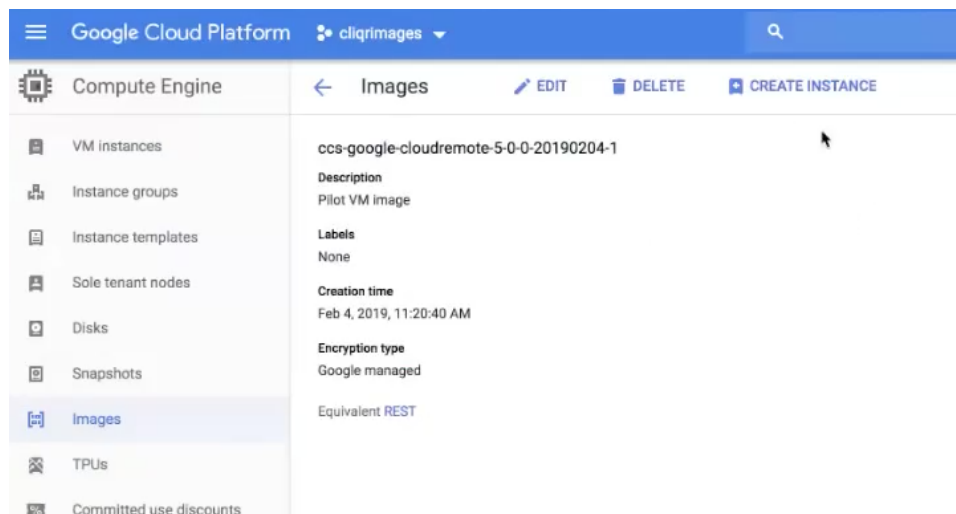 Google Cloud Platform
cliqrimages
Compute Engine
Images
EDIT
DELETE
CREATE INSTANCE
VM instances
Instance groups
Instance templates
Sole tenant nodes
Disks
Snapshots
Images
TPUs
Committed use discounts
ccs-google-cloudremote-5-0-0-20190204-1
Description
Pilot VM image
Labels
None
Creation time
Feb 4, 2019, 11:20:40 AM
Encryption type
Google managed
Equivalent REST